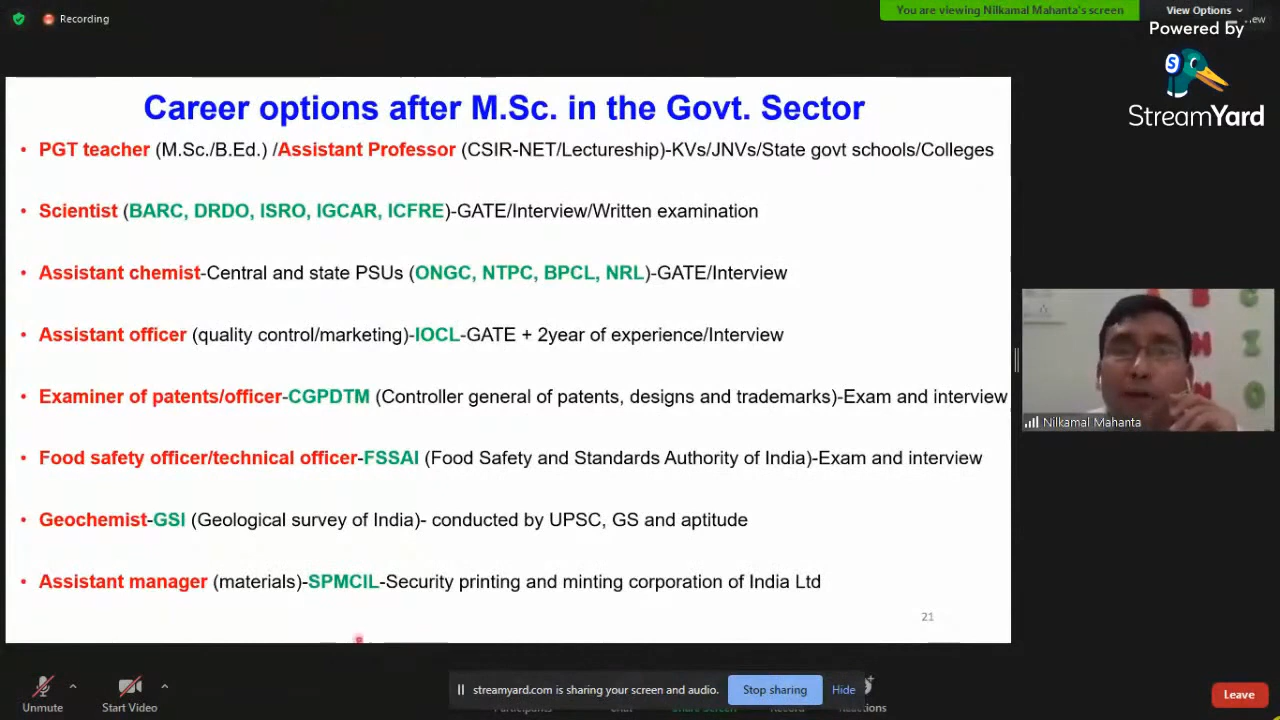 Recording
You are viewing Nilkamal Mahanta's screen
View Options
Powered by
StreamYard
Career options after M.Sc. in the Govt. Sector
• PGT teacher (M.Sc./B.Ed.) /Assistant Professor (CSIR-NET/Lectureship)-KVs/JNVs/State govt schools/Colleges
• Scientist (BARC, DRDO, ISRO, IGCAR, ICFRE)-GATE/Interview/Written examination
• Assistant chemist-Central and state PSUs (ONGC, NTPC, BPCL, NRL)-GATE/Interview
• Assistant officer (quality control/marketing)-IOCL-GATE + 2year of experience/Interview
• Examiner of patents/officer-CGPDTM (Controller general of patents, designs and trademarks)-Exam and interview
• Food safety officer/technical officer-FSSAI (Food Safety and Standards Authority of India)-Exam and interview
• Geochemist-GSI (Geological survey of India)- conducted by UPSC, GS and aptitude
• Assistant manager (materials)-SPMCIL-Security printing and minting corporation of India Ltd
21
Nilkamal Mahanta
streamyard.com is sharing your screen and audio.
Stop sharing
Hide
Unmute
Start Video
Reactions
Leave